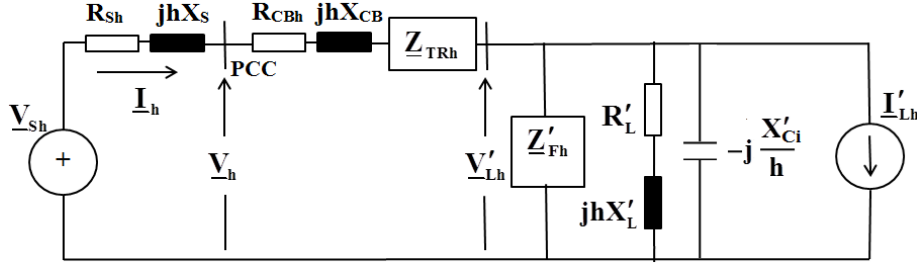 R_Sh jhX_S R_CBh jhX_CB
Z_TRh
PCC
I_h
V_Sh
+
V_h
V'_Lh
Z'_Fh
R'_L
jhX'_L
-j X'_Ci
h
I'_Lh